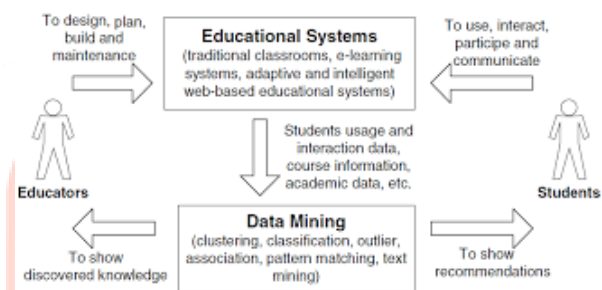 To design, plan,
build and
maintenance
Educational Systems
(traditional classrooms, e-learning
systems, adaptive and intelligent
web-based educational systems)
To use, interact,
participe and
communicate
Students usage and
interaction data,
course information,
academic data, etc.
Educators
Students
Data Mining
(clustering, classification, outlier,
association, pattern matching, text
mining)
To show
discovered knowledge
To show
recommendations